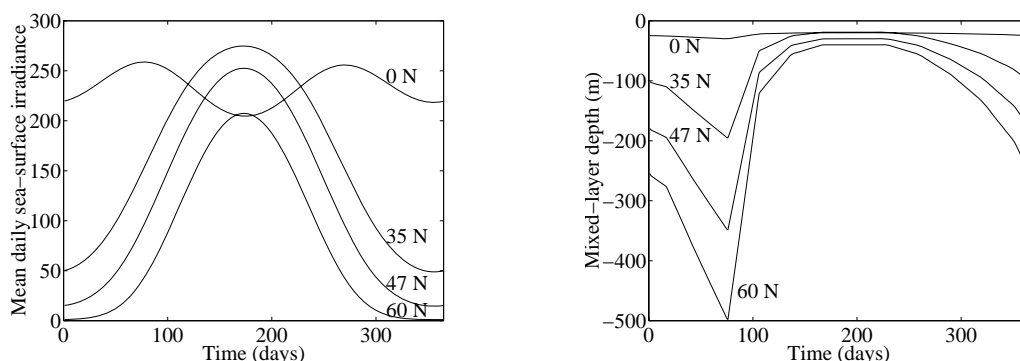 Mean daily sea-surface irradiance
300
250
200
150
100
50
0
0 N
35 N
47 N
60 N
0
100
200
300
Time (days)
Mixed-layer depth (m)
0
−100
−200
−300
−400
−500
0 N
35 N
47 N
60 N
0
100
200
300
Time (days)